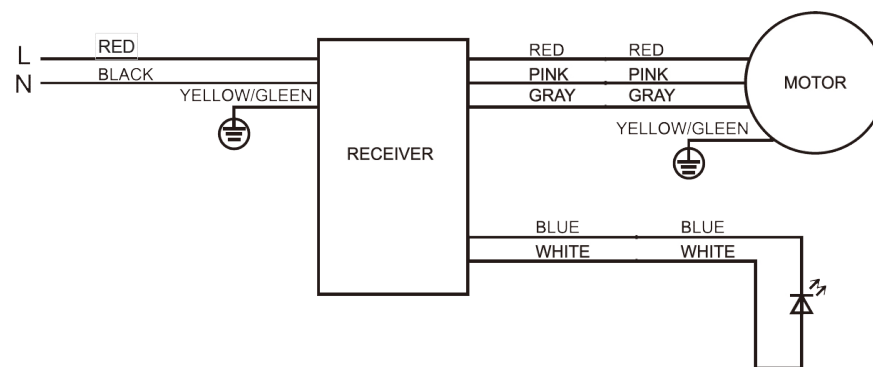 L RED
N BLACK
YELLOW/GLEEN
RECEIVER
RED RED
PINK PINK
GRAY GRAY
MOTOR
YELLOW/GLEEN
BLUE BLUE
WHITE WHITE